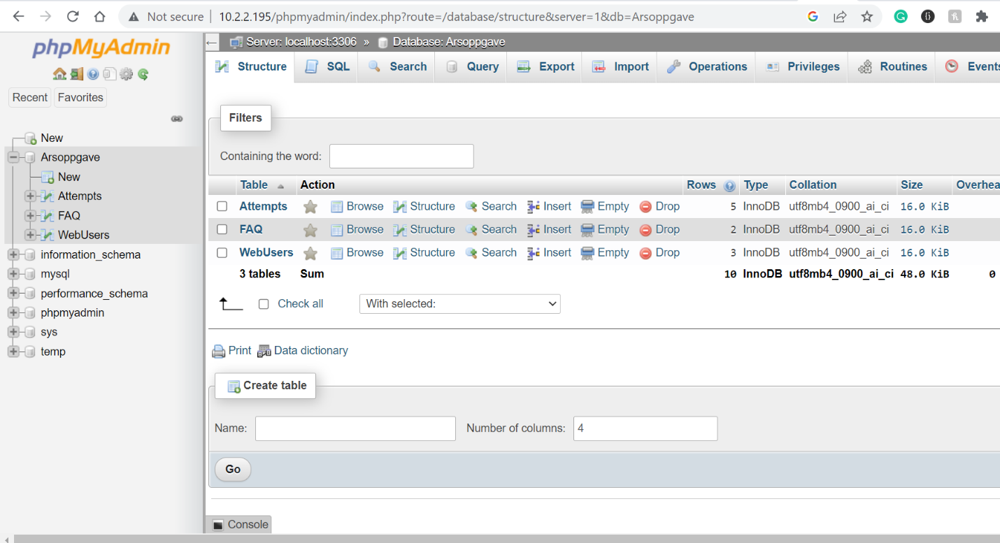 Not secure | 10.2.2.195/phpmyadmin/index.php?route=/database/structure&server=1&db=Arsoppgave
phpMyAdmin
Recent Favorites
New
Arsoppgave
New
Attempts
FAQ
WebUsers
information_schema
mysql
performance_schema
phpmyadmin
sys
temp
Server: localhost:3306 » Database: Arsoppgave
Structure SQL Search Query Export Import Operations Privileges Routines Events
Filters
Containing the word:
Table Action Rows Type Collation Size Overhea
Attempts Browse Structure Search Insert Empty Drop 5 InnoDB utf8mb4_0900_ai_ci 16.0 KiB
FAQ Browse Structure Search Insert Empty Drop 2 InnoDB utf8mb4_0900_ai_ci 16.0 KiB
WebUsers Browse Structure Search Insert Empty Drop 3 InnoDB utf8mb4_0900_ai_ci 16.0 KiB
3 tables Sum 10 InnoDB utf8mb4_0900_ai_ci 48.0 KiB 0
Check all With selected:
Print Data dictionary
Create table
Name: Number of columns: 4
Go
Console